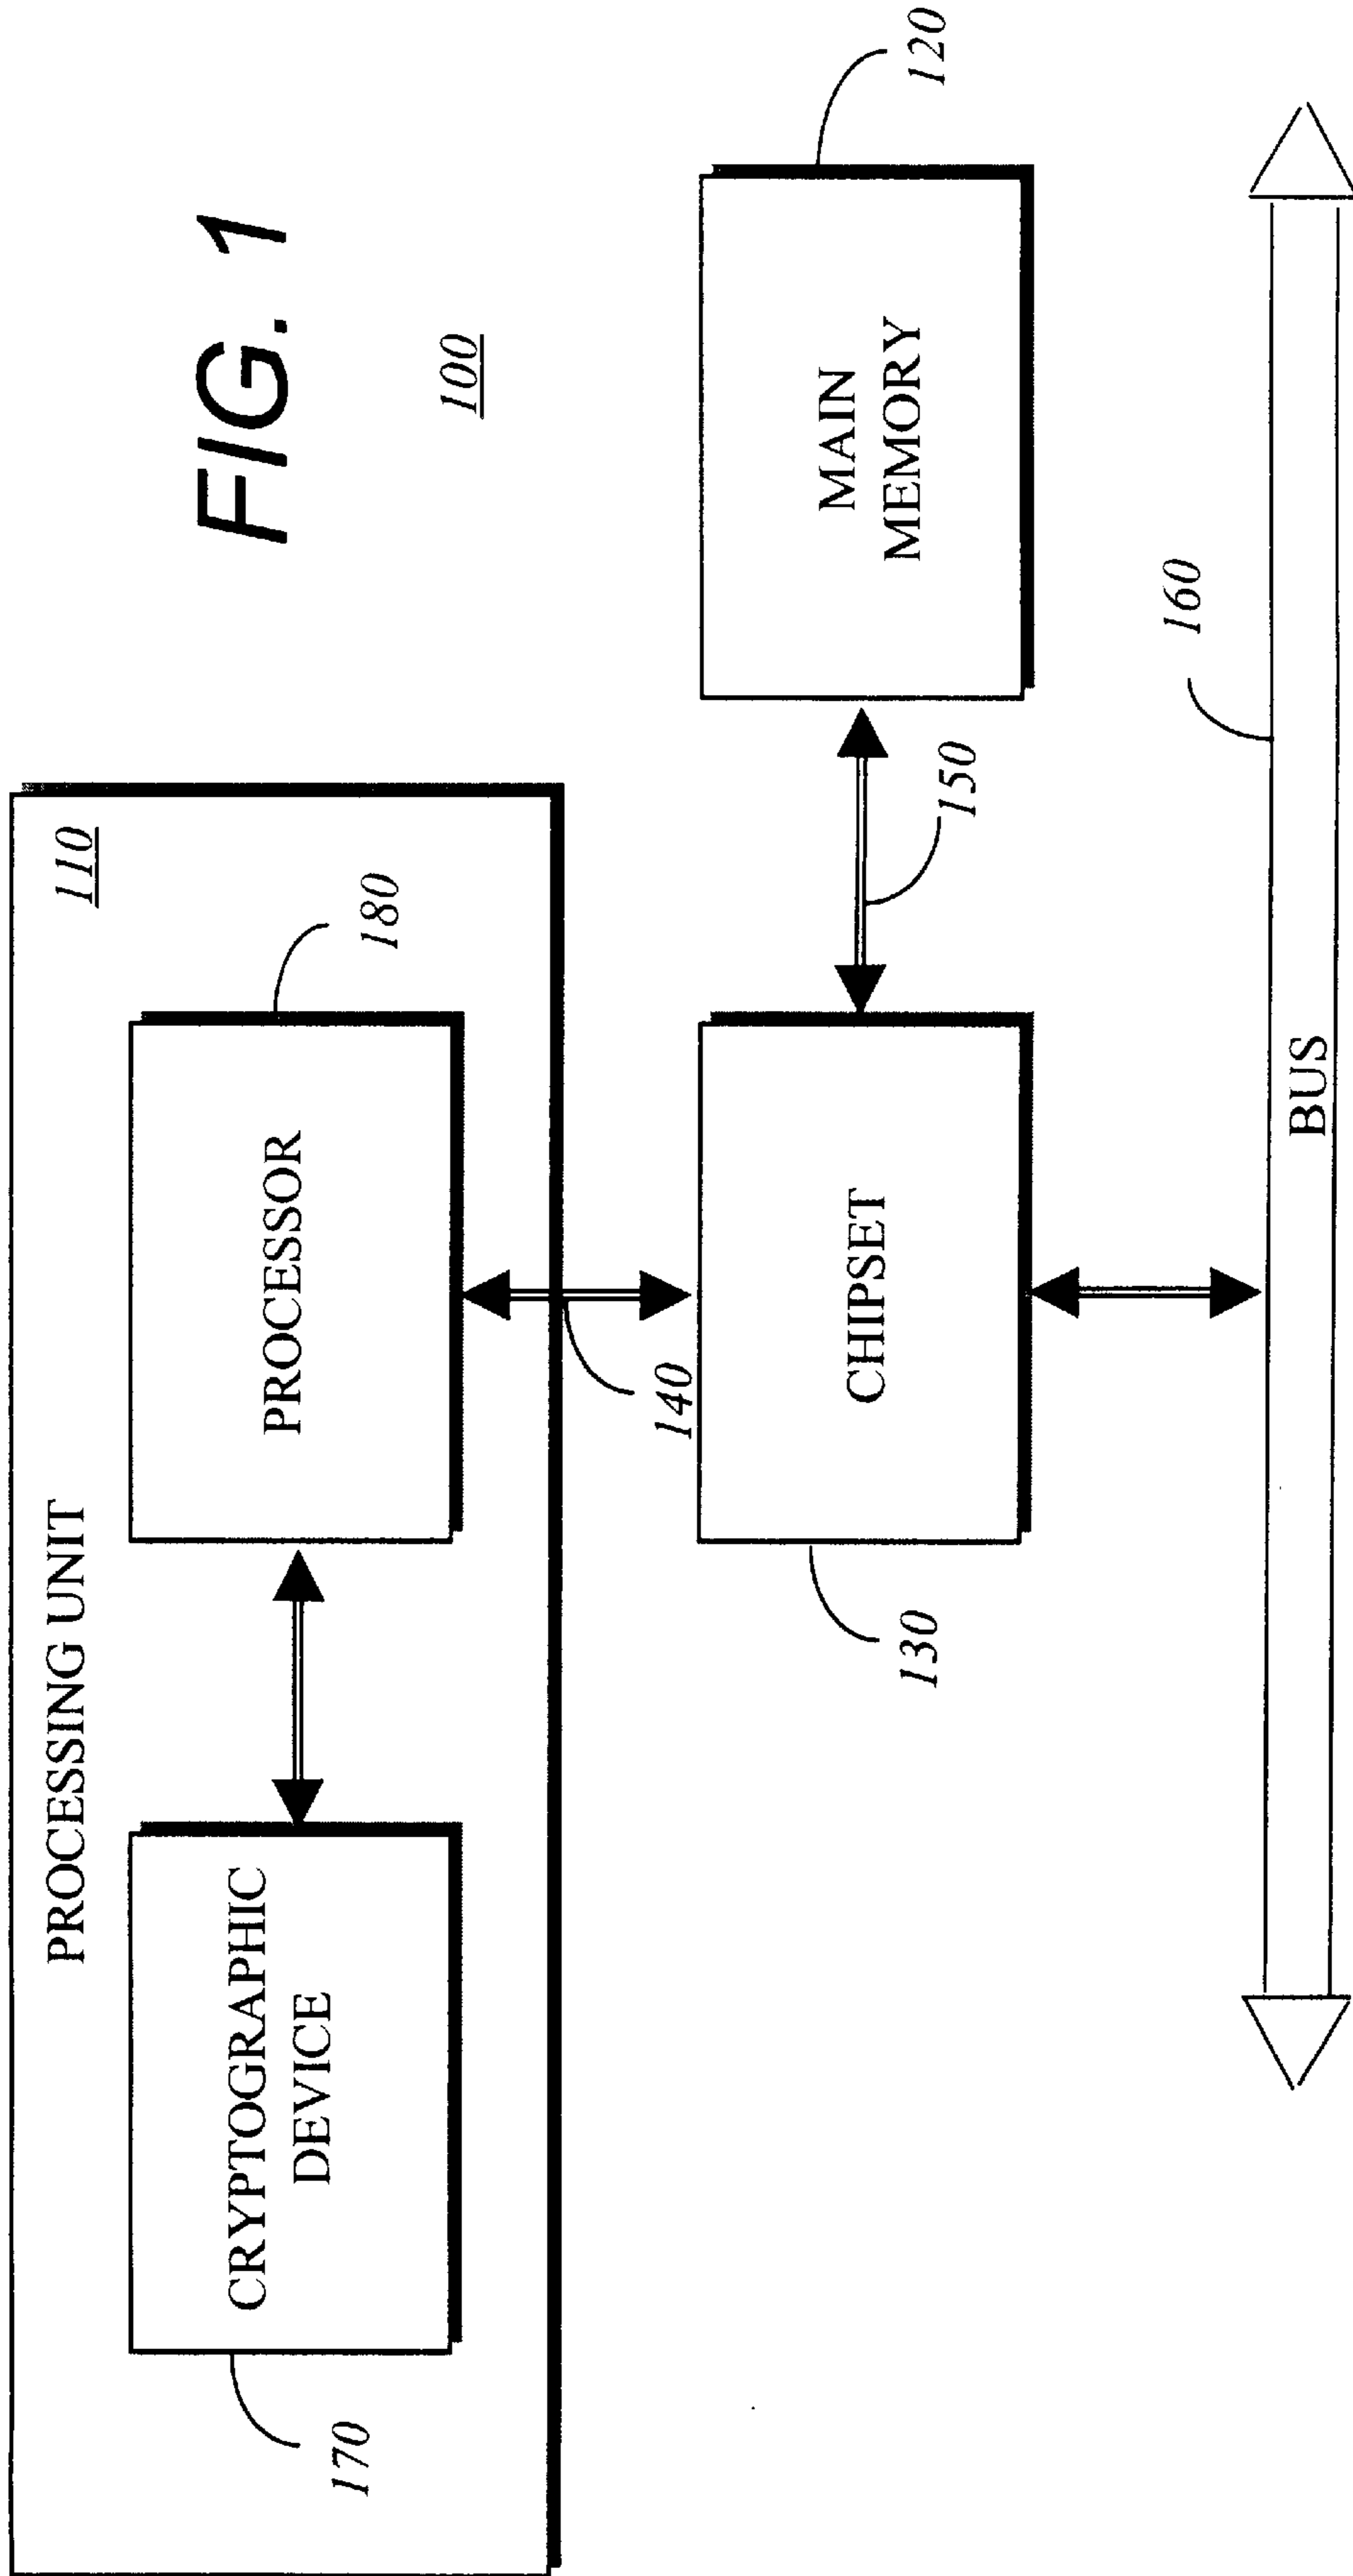 FIG. 1
100
PROCESSING UNIT
110
CRYPTOGRAPHIC
DEVICE
170
PROCESSOR
180
140
CHIPSET
130
150
MAIN
MEMORY
120
160
BUS